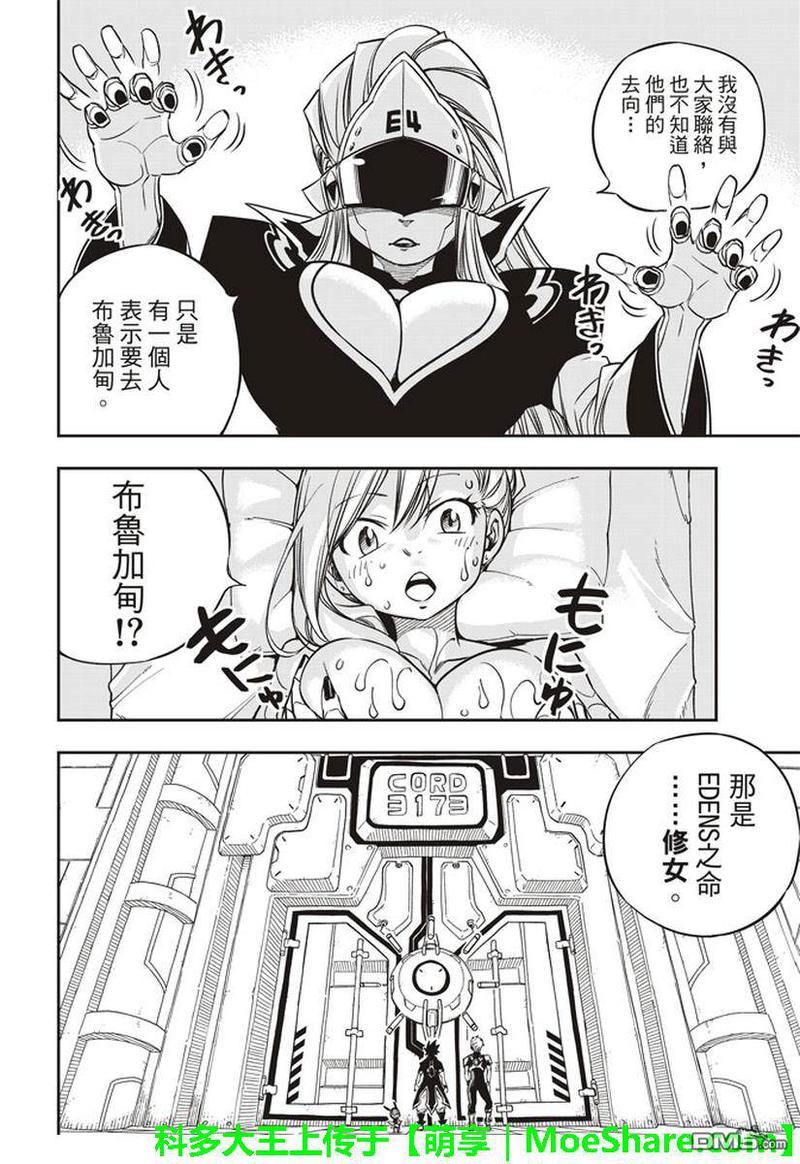 我沒有與
大家聯絡，
也不知道
他們的
去向…
E4
わきっ
わきっ
わきっ
わきっ
只是
有一個人
表示要去
布魯加甸。
布魯加甸!?
もにゅ
もにゅ
那是
EDENS之命
……修女。
CORD
3173
科多大王上传于【萌享｜MoeShare.
】
DMS